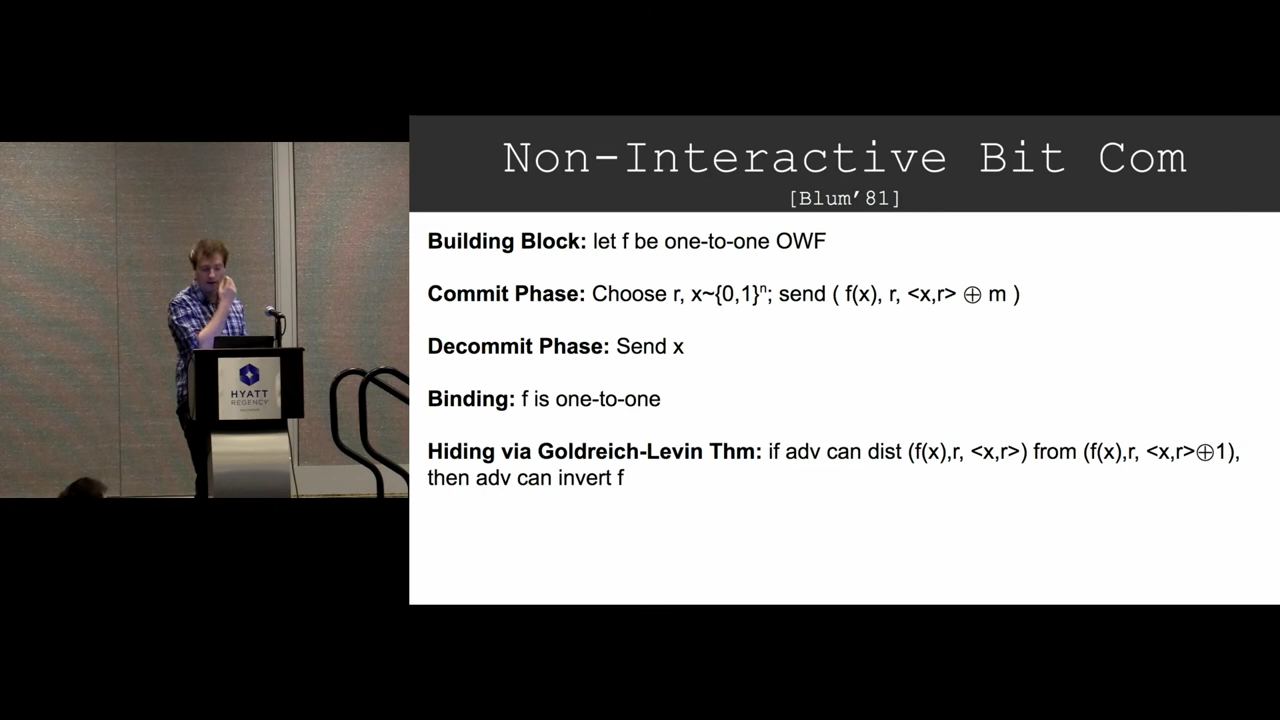 Non-Interactive Bit Com
[Blum'81]
Building Block: let f be one-to-one OWF
Commit Phase: Choose r, x~{0,1}ⁿ; send ( f(x), r, <x,r> ⊕ m )
Decommit Phase: Send x
Binding: f is one-to-one
Hiding via Goldreich-Levin Thm: if adv can dist (f(x),r, <x,r>) from (f(x),r, <x,r>⊕1),
then adv can invert f
HYATT
REGENCY